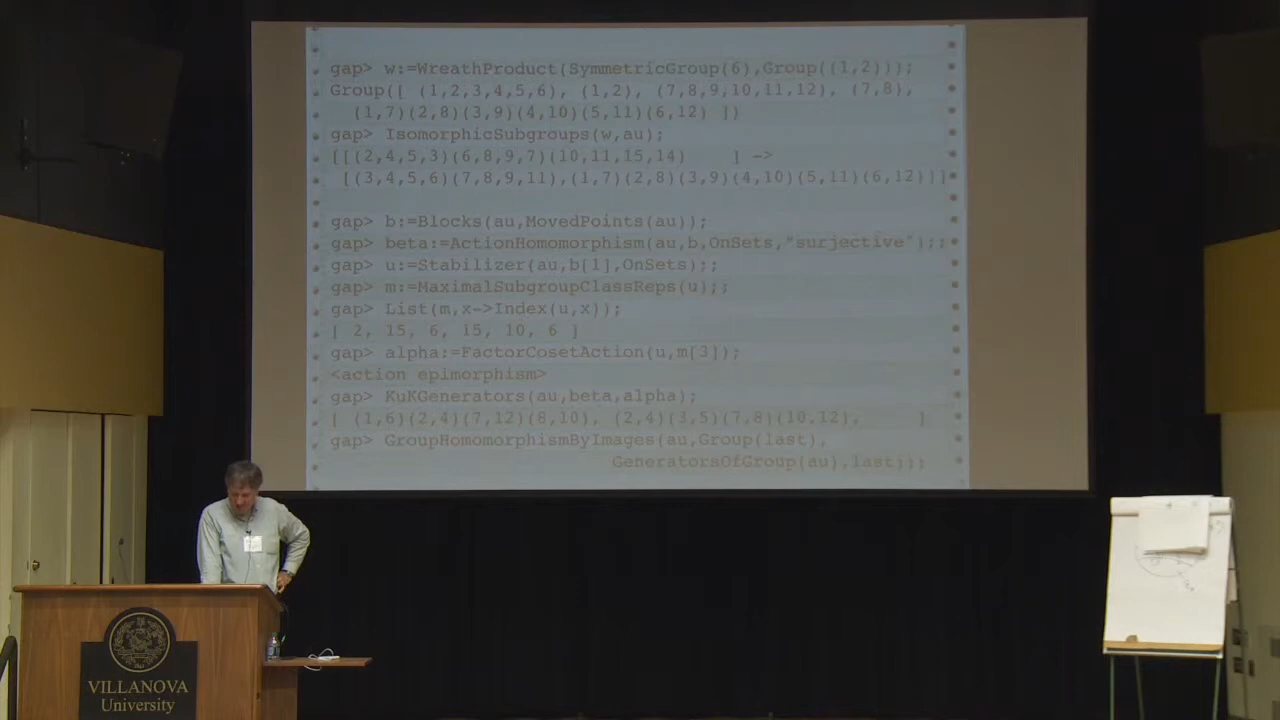 gap> w:=WreathProduct(SymmetricGroup(6),Group((1,2)));
Group([ (1,2,3,4,5,6), (1,2), (7,8,9,10,11,12), (7,8),
(1,7)(2,8)(3,9)(4,10)(5,11)(6,12) ])
gap> IsomorphicSubgroups(w,au);
[[(2,4,5,3)(6,8,9,7)(10,11,15,14) ] ->
[(3,4,5,6)(7,8,9,11),(1,7)(2,8)(3,9)(4,10)(5,11)(6,12)]]
gap> b:=Blocks(au,MovedPoints(au));
gap> beta:=ActionHomomorphism(au,b,OnSets,"surjective");;
gap> u:=Stabilizer(au,b[1],OnSets);;
gap> m:=MaximalSubgroupClassReps(u);;
gap> List(m,x->Index(u,x));
[ 2, 15, 6, 15, 10, 6 ]
gap> alpha:=FactorCosetAction(u,m[3]);
<action epimorphism>
gap> KuKGenerators(au,beta,alpha);
[ (1,6)(2,4)(7,12)(8,10), (2,4)(3,5)(7,8)(10,12), ]
gap> GroupHomomorphismByImages(au,Group(last),
GeneratorsOfGroup(au),last);
VILLANOVA
University